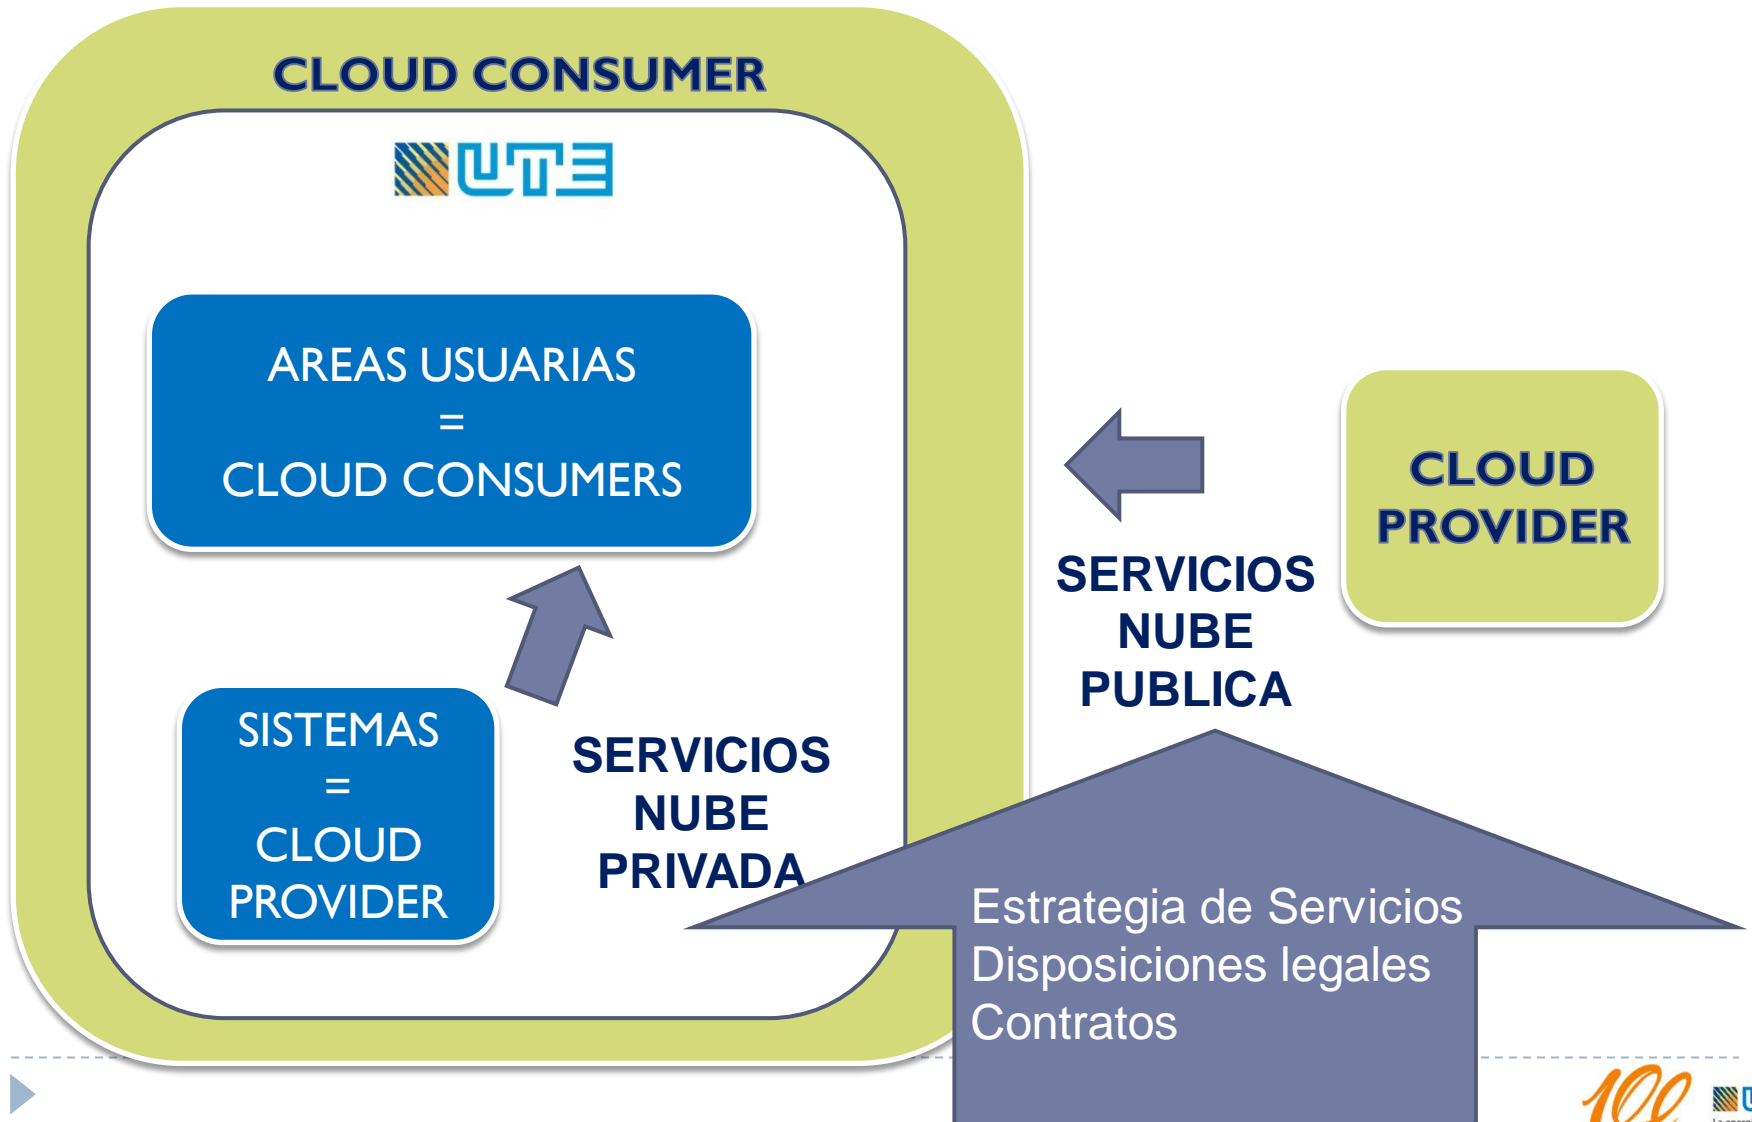 CLOUD CONSUMER
UTE
AREAS USUARIAS
=
CLOUD CONSUMERS
SISTEMAS
=
CLOUD
PROVIDER
SERVICIOS
NUBE
PRIVADA
SERVICIOS
NUBE
PUBLICA
CLOUD
PROVIDER
Estrategia de Servicios
Disposiciones legales
Contratos
100